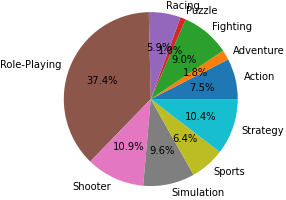 Racing
Puzzle
Fighting
Adventure
Action
Role-Playing
Strategy
Sports
Simulation
Shooter
5.9%
1.0%
9.0%
1.8%
7.5%
37.4%
10.4%
6.4%
9.6%
10.9%